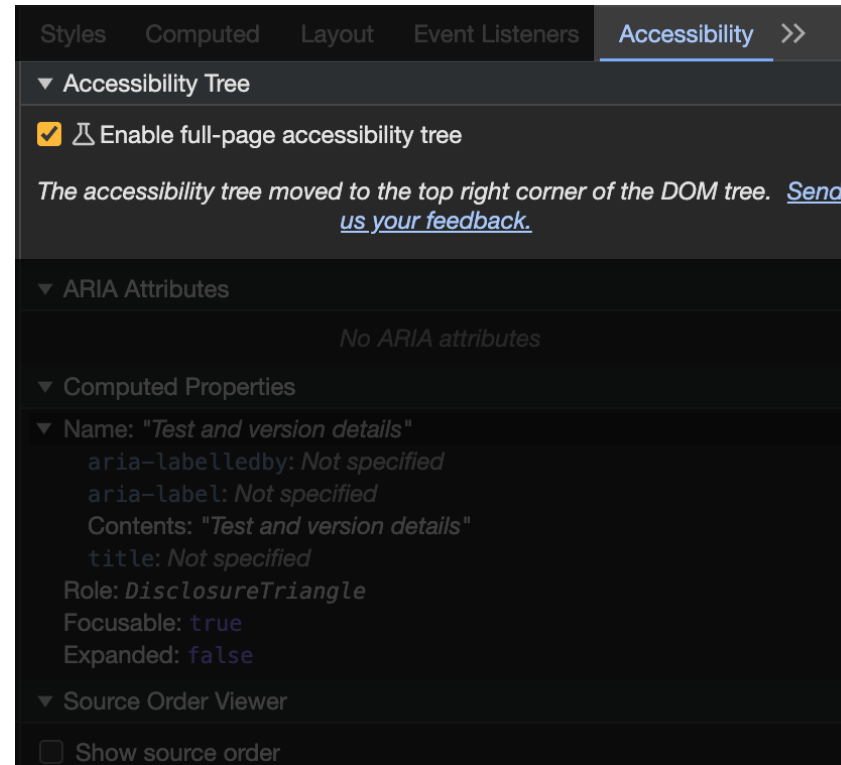 Styles Computed Layout Event Listeners Accessibility >>
Accessibility Tree
Enable full-page accessibility tree
The accessibility tree moved to the top right corner of the DOM tree. Send
us your feedback.
ARIA Attributes
No ARIA attributes
Computed Properties
Name: "Test and version details"
aria-labelledby: Not specified
aria-label: Not specified
Contents: "Test and version details"
title: Not specified
Role: DisclosureTriangle
Focusable: true
Expanded: false
Source Order Viewer
Show source order